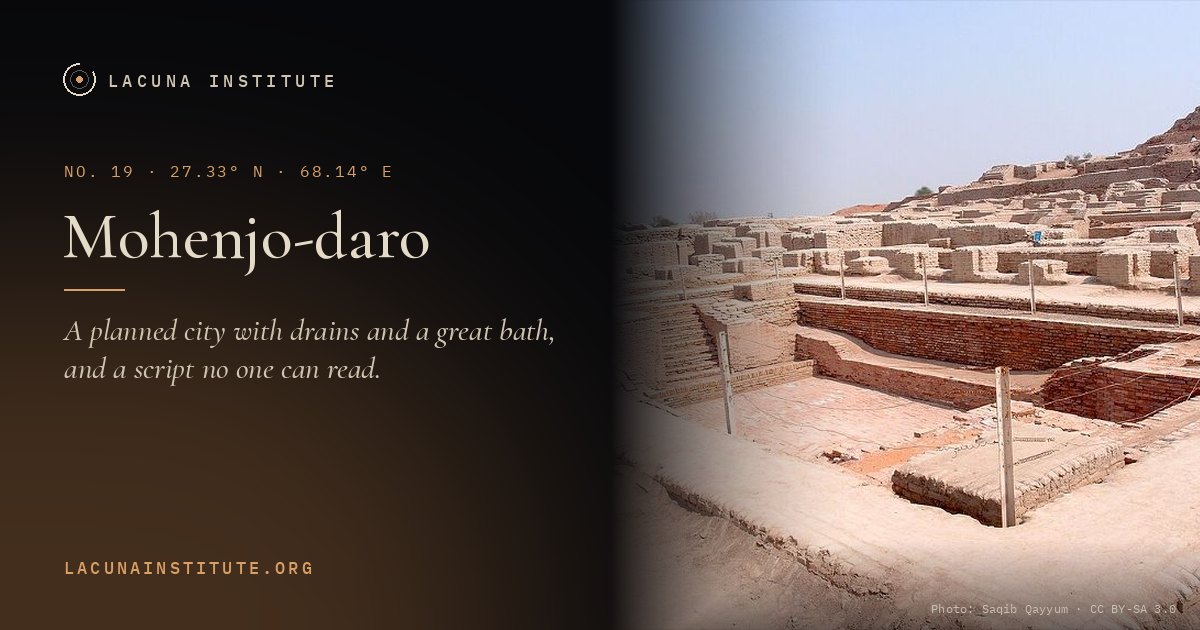 LACUNA INSTITUTE
NO. 19 · 27.33° N · 68.14° E
Mohenjo-daro
A planned city with drains and a great bath,
and a script no one can read.
LACUNAINSTITUTE.ORG
Photo: Saqib Qayyum · CC BY-SA 3.0